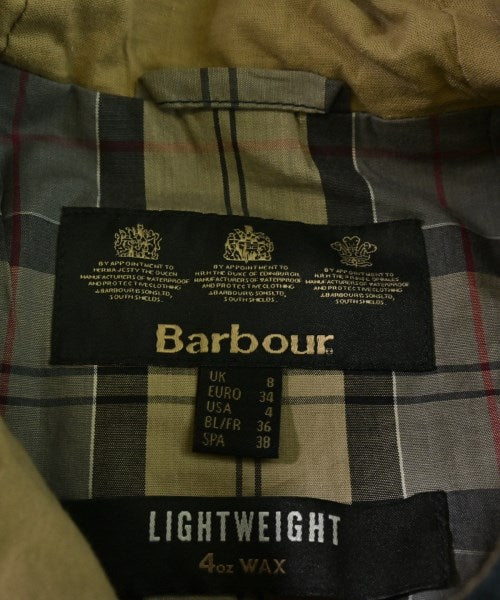 BY APPOINTMENT TO
HER MAJESTY THE QUEEN
MANUFACTURERS OF WATERPROOF
AND PROTECTIVE CLOTHING
J.BARBOUR & SONS LTD.
SOUTH SHIELDS.
BY APPOINTMENT TO
H.R.H THE DUKE OF EDINBURGH
MANUFACTURERS OF WATERPROOF
AND PROTECTIVE CLOTHING
J.BARBOUR & SONS LTD.
SOUTH SHIELDS.
BY APPOINTMENT TO
H.R.H. THE PRINCE OF WALES
MANUFACTURERS OF WATERPROOF
AND PROTECTIVE CLOTHING
J.BARBOUR & SONS LTD.
SOUTH SHIELDS.
Barbour
UK 8
EURO 34
USA 4
BL/FR 36
SPA 38
LIGHTWEIGHT
4oz WAX